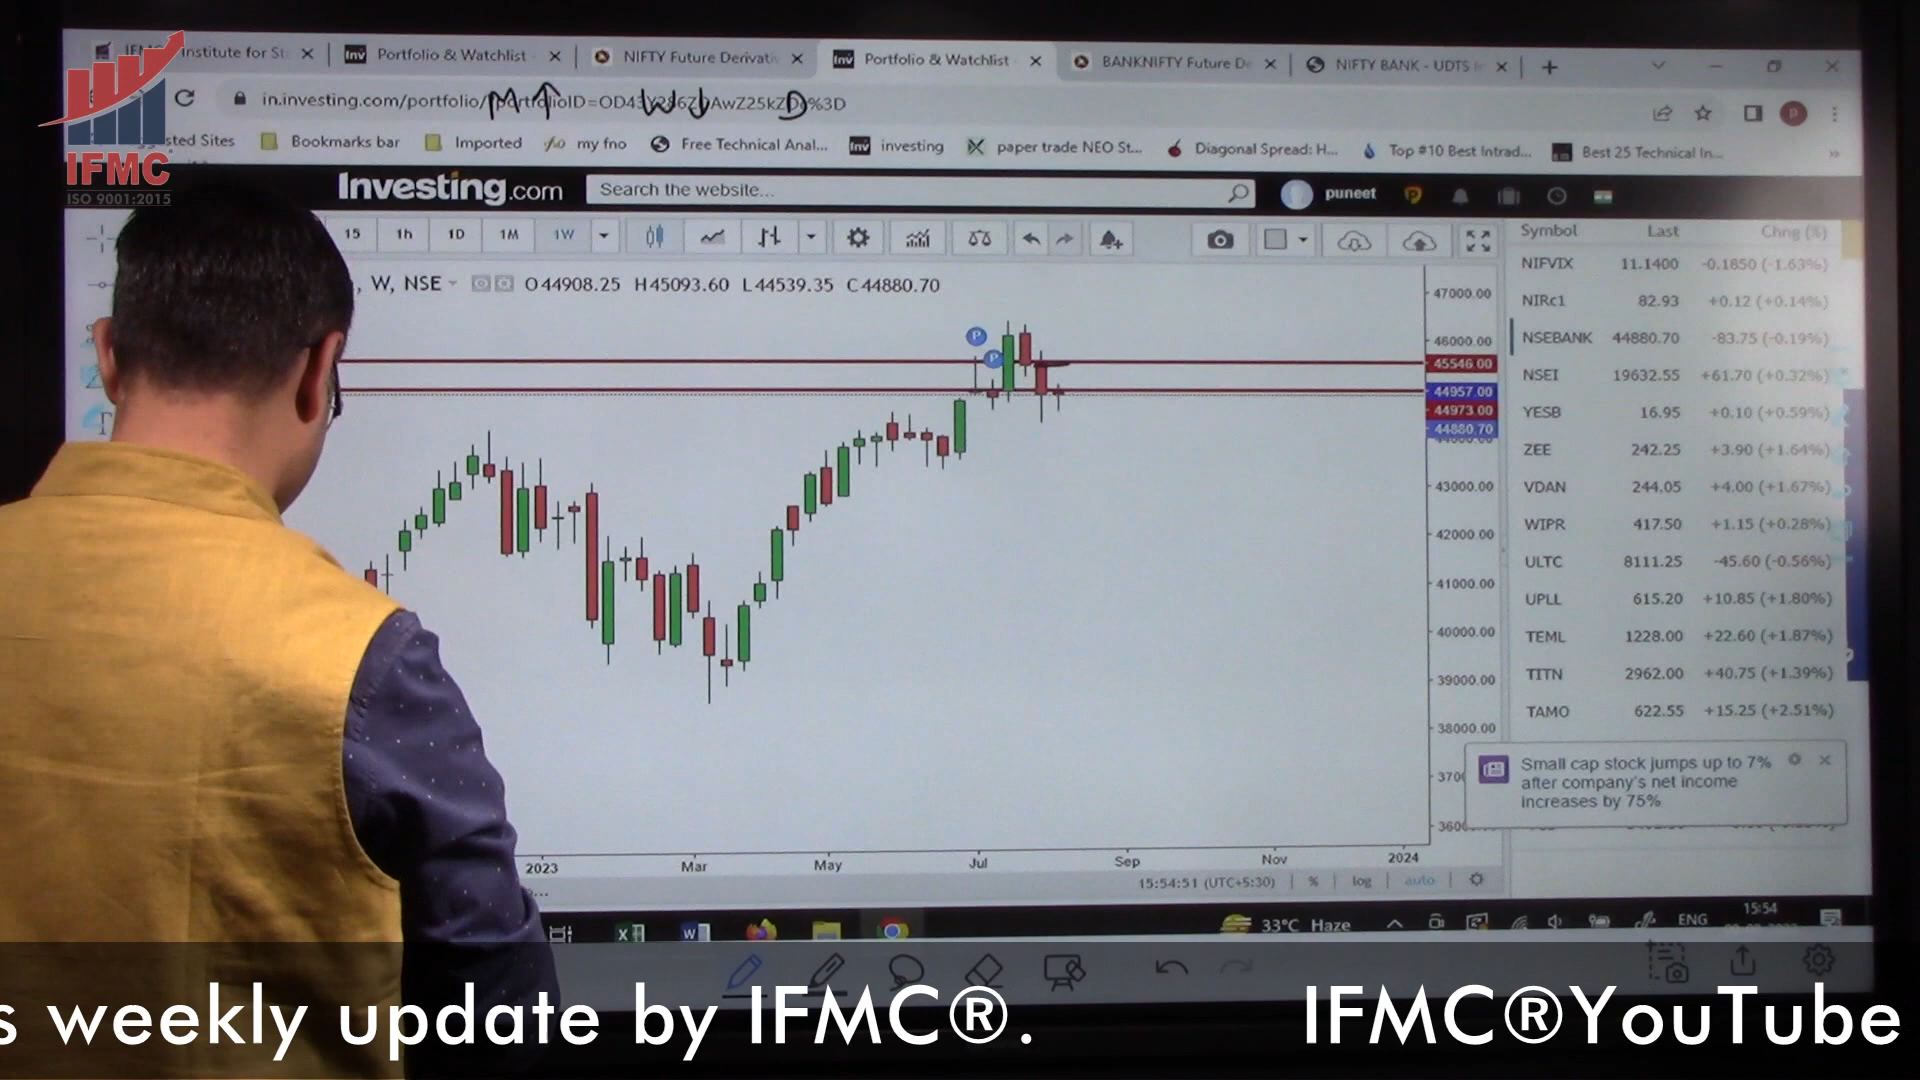 Institute for St
Portfolio & Watchlist -
NIFTY Future Derivati
Portfolio & Watchlist
BANKNIFTY Future De
NIFTY BANK - UDTS
M↑ W↓ D
Bookmarks bar
Imported
my fno
Free Technical Anal...
investing
paper trade NEO St...
Diagonal Spread: H...
Top #10 Best Intrad...
Best 25 Technical In...
IFMC
ISO 9001:2015
Investing.com
Search the website...
puneet
15 1h 1D 1M 1W
, W, NSE O44908.25 H45093.60 L44539.35 C44880.70
P
P
47000.00
46000.00
45546.00
44957.00
44973.00
44880.70
43000.00
42000.00
41000.00
40000.00
39000.00
38000.00
2023 Mar May Jul Sep Nov 2024
15:54:51 (UTC+5:30) % log auto
Symbol Last Chng (%)
NIFVIX 11.1400 -0.1850 (-1.63%)
NIRc1 82.93 +0.12 (+0.14%)
NSEBANK 44880.70 -83.75 (-0.19%)
NSEI 19632.55 +61.70 (+0.32%)
YESB 16.95 +0.10 (+0.59%)
ZEE 242.25 +3.90 (+1.64%)
VDAN 244.05 +4.00 (+1.67%)
WIPR 417.50 +1.15 (+0.28%)
ULTC 8111.25 -45.60 (-0.56%)
UPLL 615.20 +10.85 (+1.80%)
TEML 1228.00 +22.60 (+1.87%)
TITN 2962.00 +40.75 (+1.39%)
TAMO 622.55 +15.25 (+2.51%)
Small cap stock jumps up to 7%
after company's net income
increases by 75%
33°C Haze
ENG
15:54
s weekly update by IFMC®. IFMC®YouTube